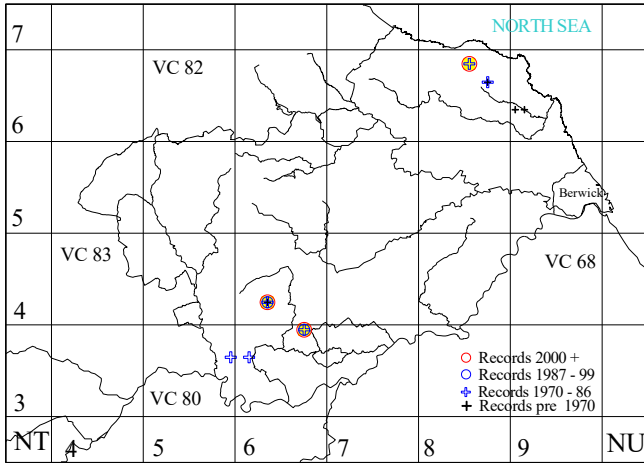 7
NORTH SEA
VC 82
6
Berwick
5
VC 83
VC 68
4
Records 2000 +
Records 1987 - 99
Records 1970 - 86
VC 80
Records pre 1970
3
NT 4 5 6 7 8 9 NU